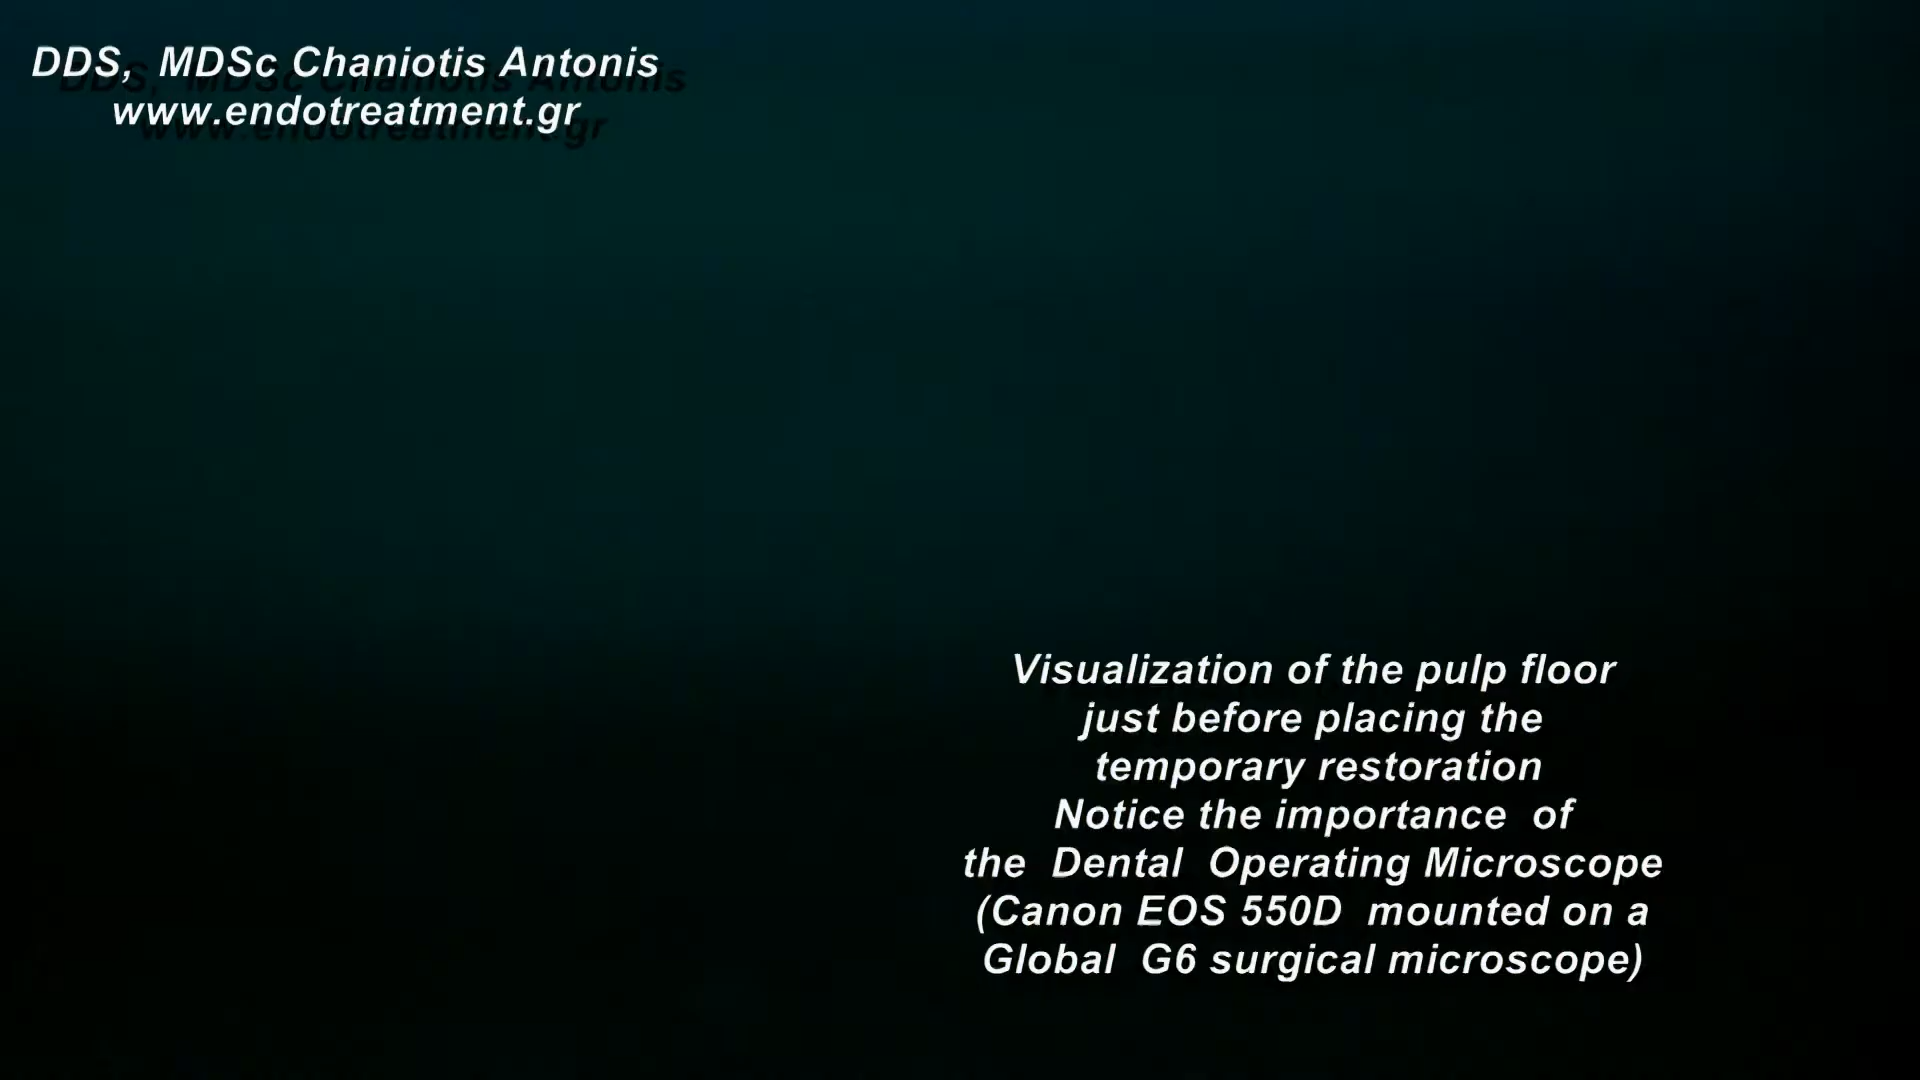 DDS,  MDSc Chaniotis Antonis
www.endotreatment.gr
Visualization of the pulp floor
just before placing the
temporary restoration
Notice the importance  of
the  Dental  Operating Microscope
(Canon EOS 550D  mounted on a
Global  G6 surgical microscope)